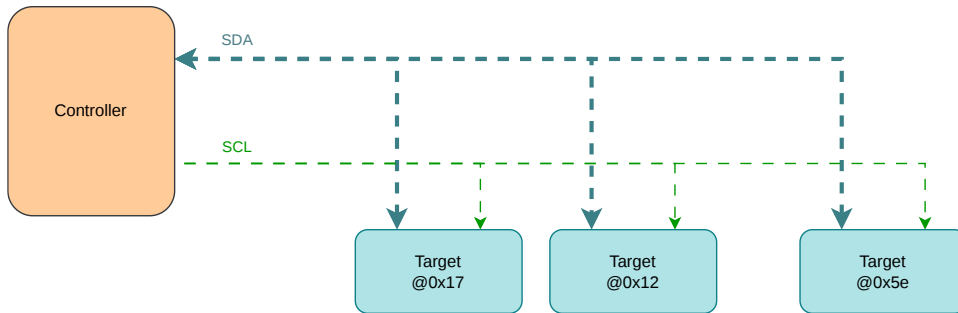 SDA
Controller
SCL
Target
@0x17
Target
@0x12
Target
@0x5e